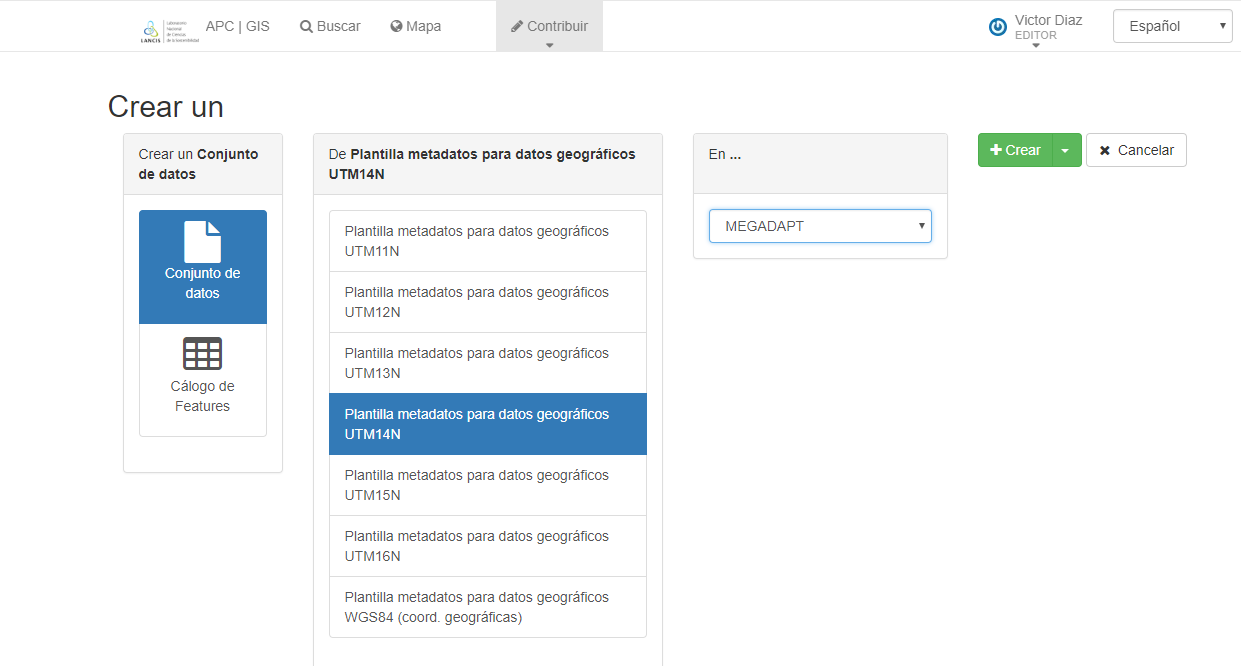 LANCIS
Laboratorio
Nacional
de Ciencias
de la Sostenibilidad
APC | GIS
Buscar
Mapa
Contribuir
Victor Diaz
EDITOR
Español
Crear un
Crear un Conjunto
de datos
Conjunto de
datos
Cálogo de
Features
De Plantilla metadatos para datos geográficos
UTM14N
Plantilla metadatos para datos geográficos
UTM11N
Plantilla metadatos para datos geográficos
UTM12N
Plantilla metadatos para datos geográficos
UTM13N
Plantilla metadatos para datos geográficos
UTM14N
Plantilla metadatos para datos geográficos
UTM15N
Plantilla metadatos para datos geográficos
UTM16N
Plantilla metadatos para datos geográficos
WGS84 (coord. geográficas)
En ...
MEGADAPT
Crear
Cancelar